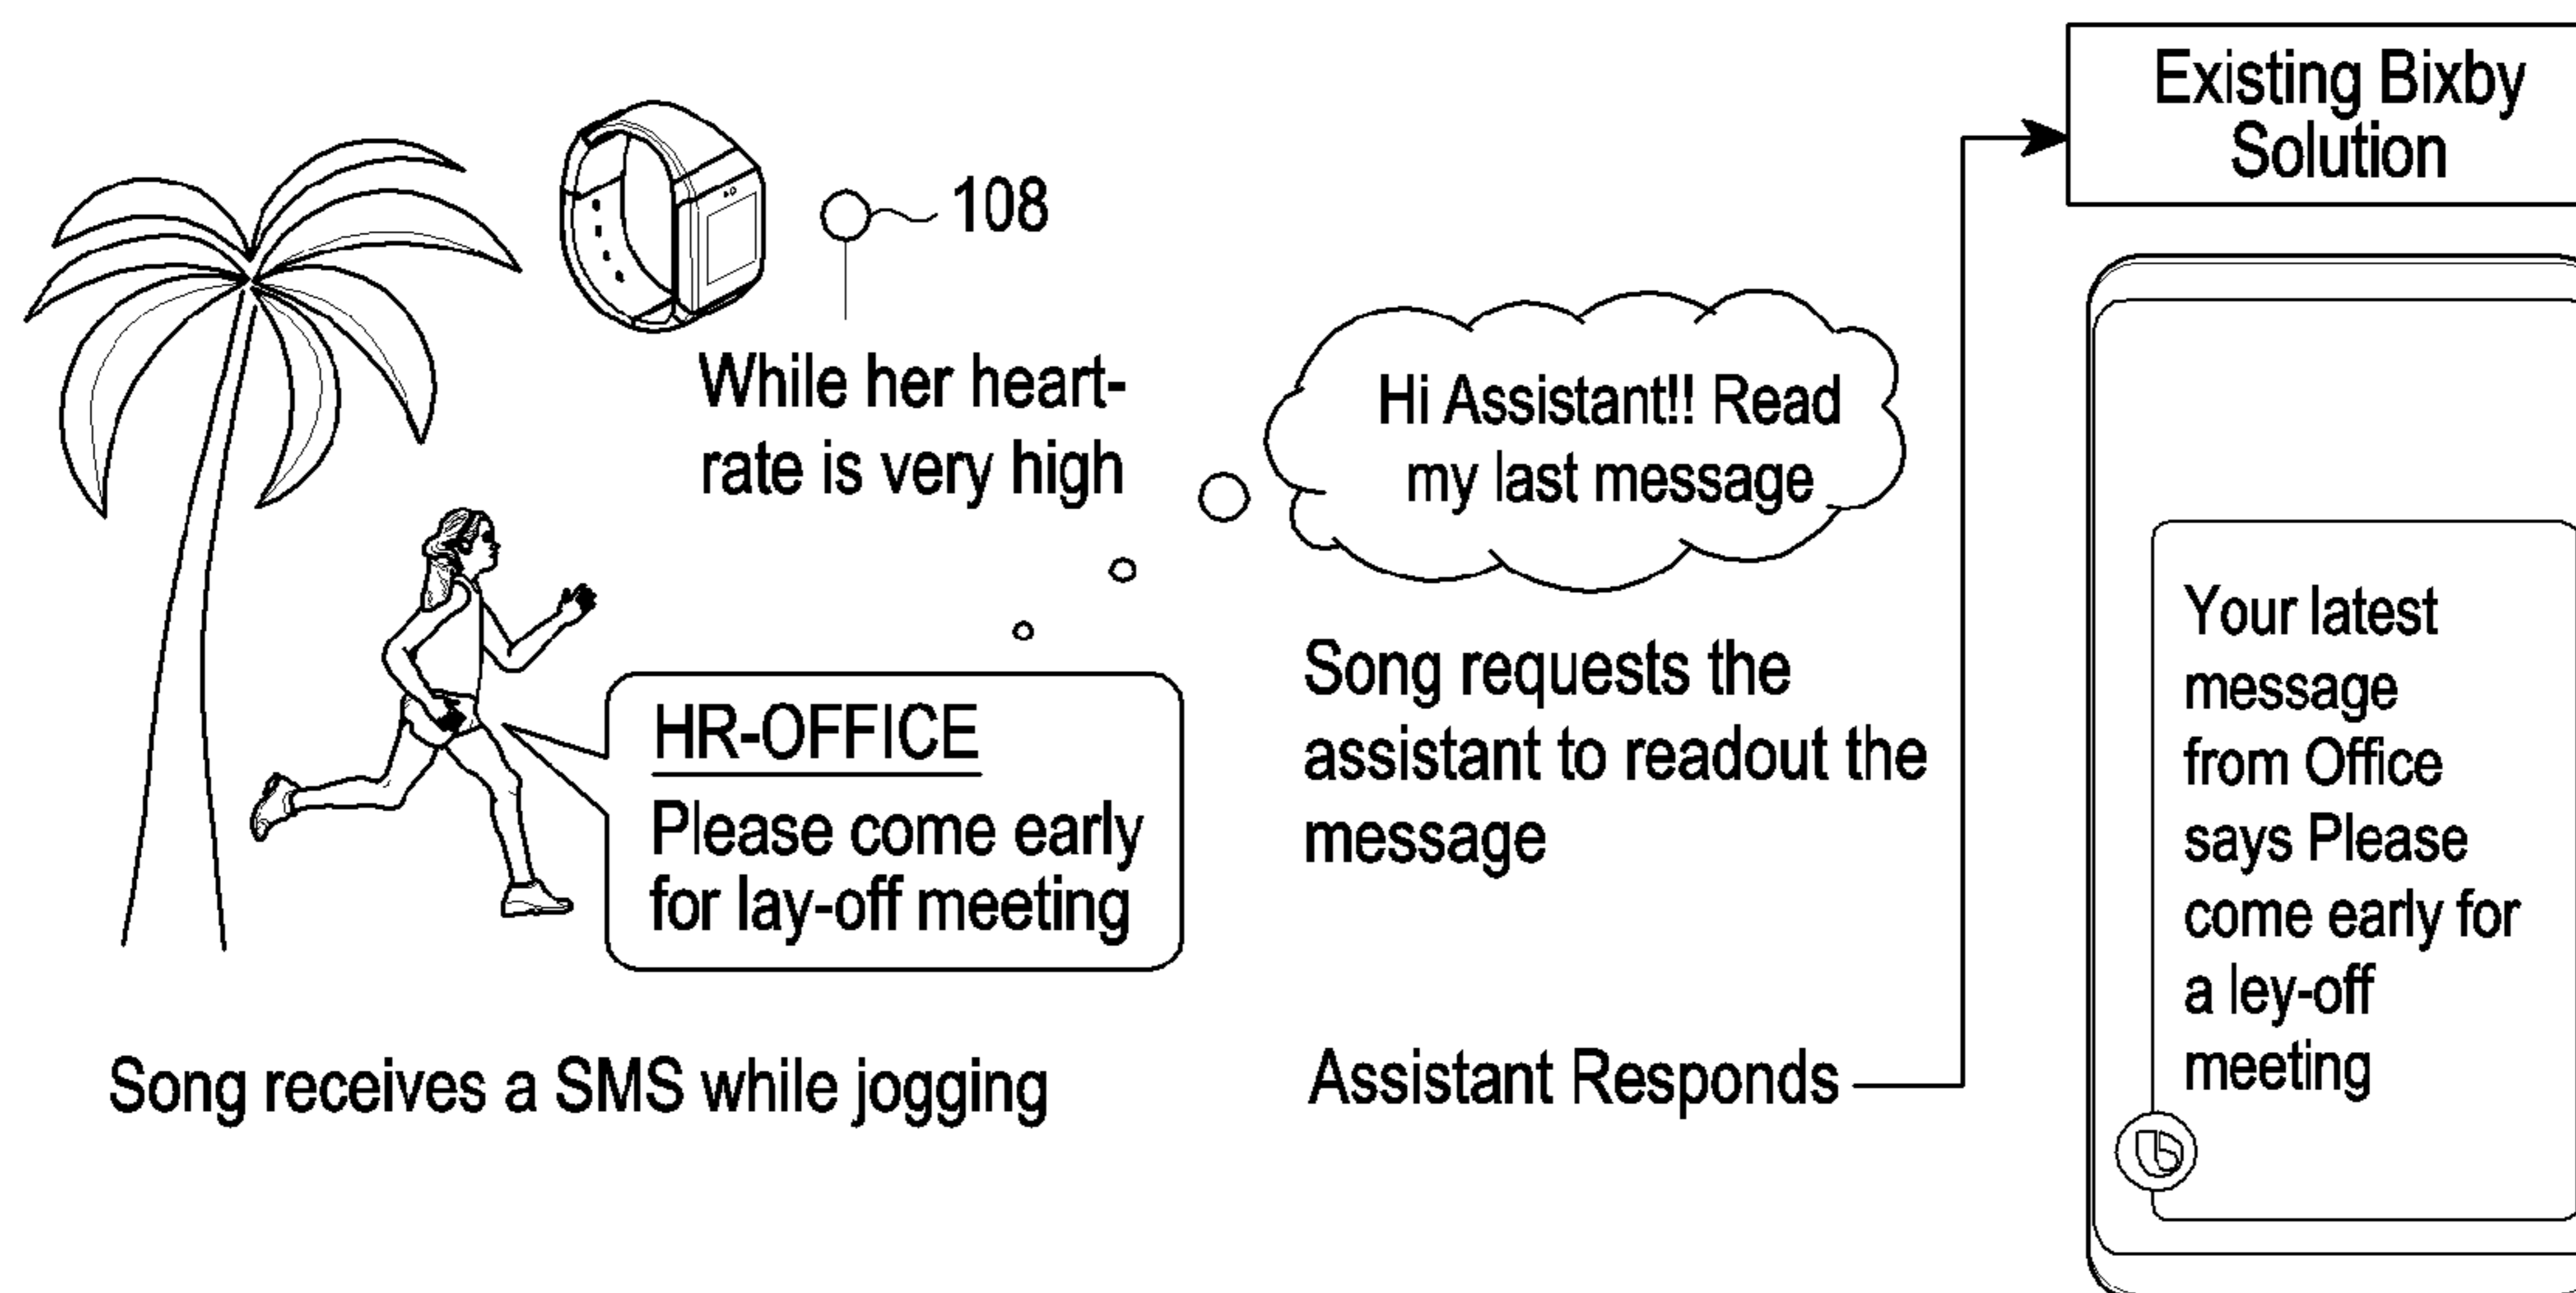 108
While her heart-
rate is very high
HR-OFFICE
Please come early
for lay-off meeting
Song receives a SMS while jogging
Hi Assistant!! Read
my last message
Song requests the
assistant to readout the
message
Assistant Responds
Existing Bixby
Solution
Your latest
message
from Office
says Please
come early for
a ley-off
meeting